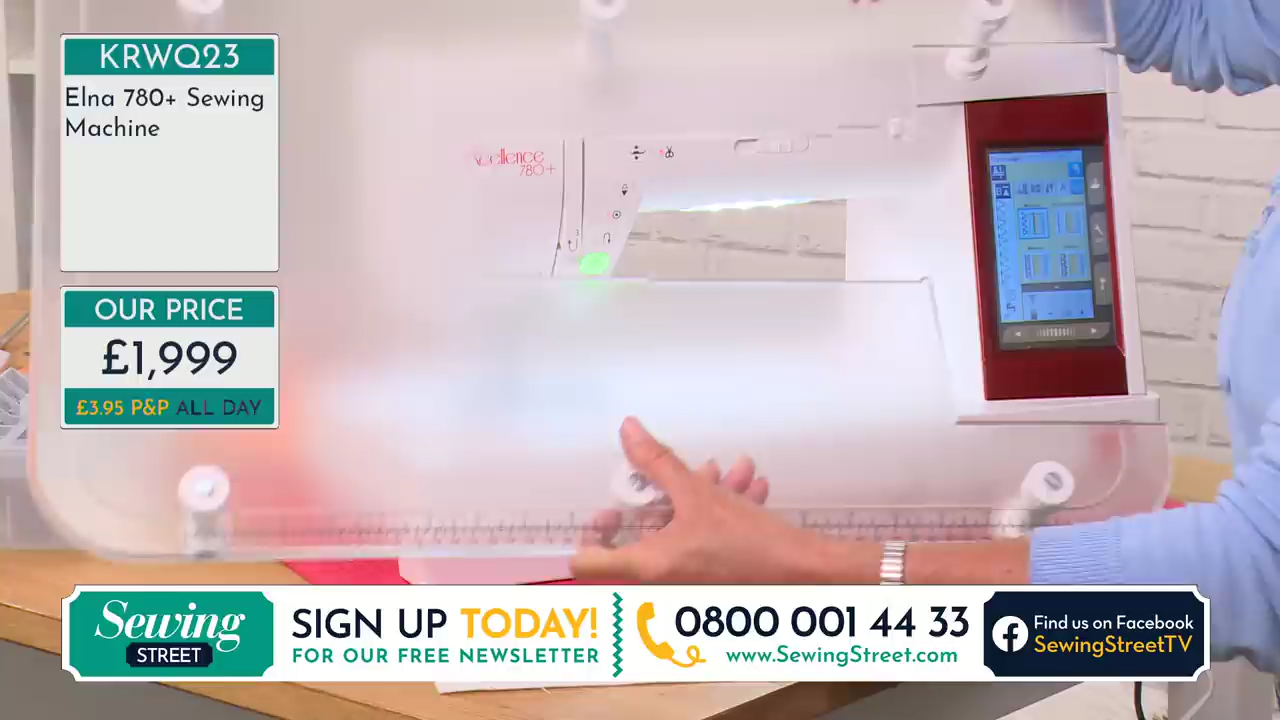 KRWQ23
Elna 780+ Sewing
Machine
OUR PRICE
£1,999
£3.95 P&P ALL DAY
780+
Sewing
STREET
SIGN UP TODAY!
FOR OUR FREE NEWSLETTER
0800 001 44 33
www.SewingStreet.com
Find us on Facebook
SewingStreetTV